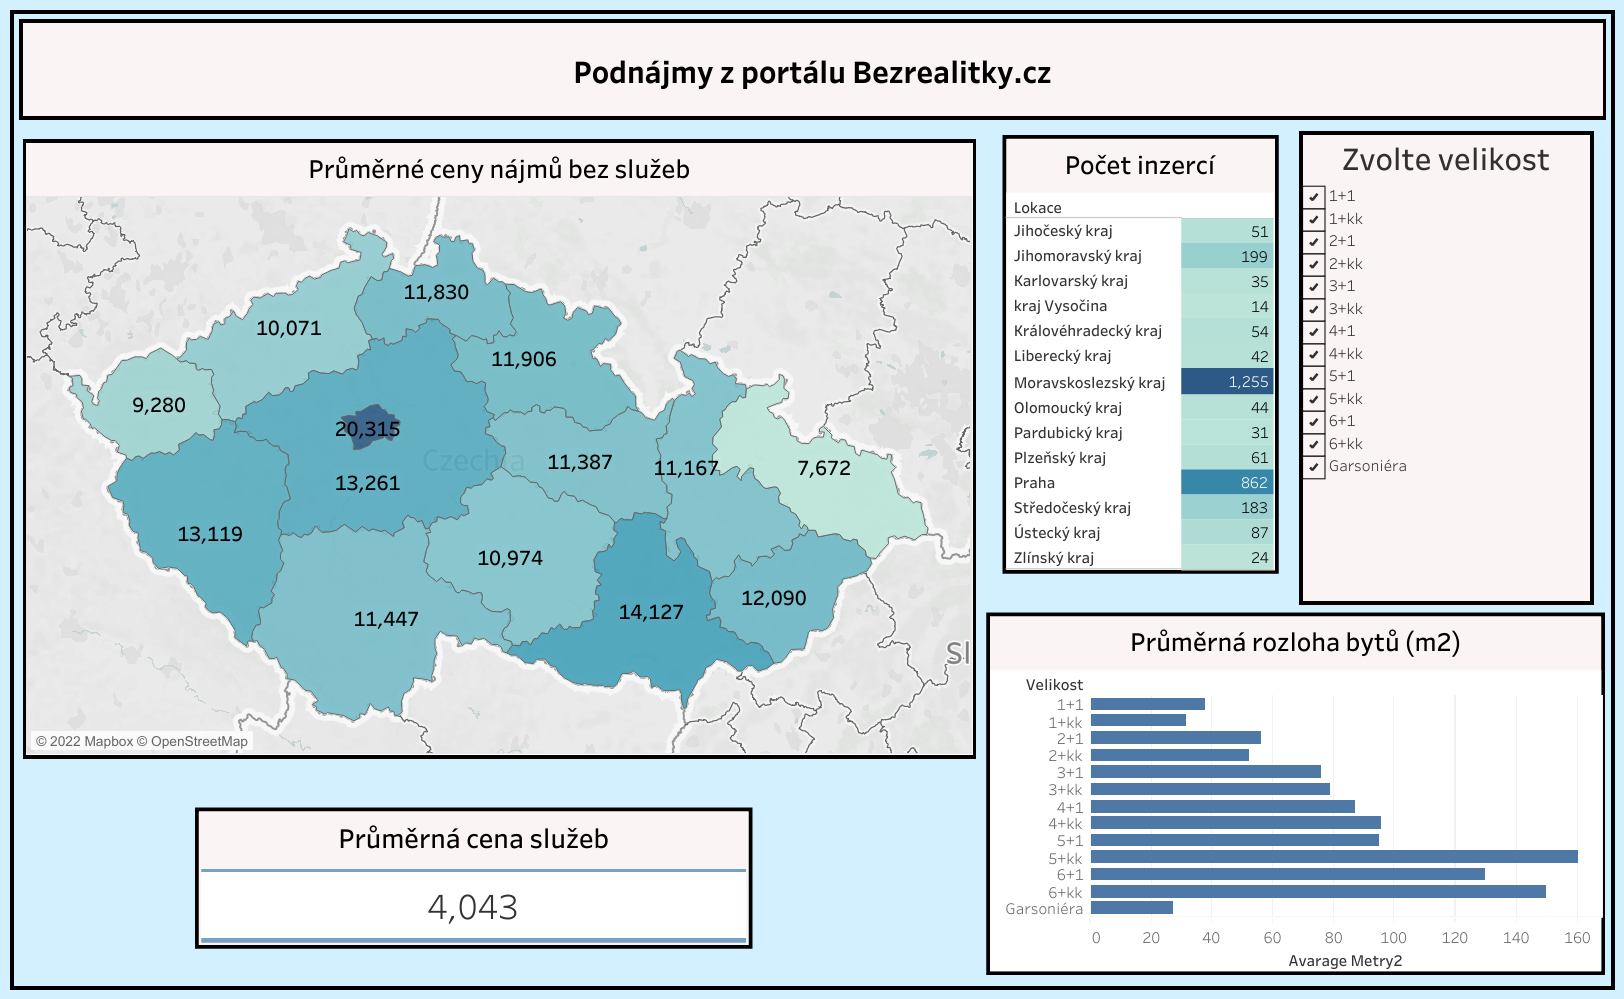 Podnájmy z portálu Bezrealitky.cz
Průměrné ceny nájmů bez služeb
11,830
10,071
11,906
9,280
20,315
Czechia
13,261
11,387
11,167
7,672
13,119
10,974
14,127
12,090
11,447
Sl
© 2022 Mapbox © OpenStreetMap
Průměrná cena služeb
4,043
Počet inzercí
Lokace
Jihočeský kraj 51
Jihomoravský kraj 199
Karlovarský kraj 35
kraj Vysočina 14
Královéhradecký kraj 54
Liberecký kraj 42
Moravskoslezský kraj 1,255
Olomoucký kraj 44
Pardubický kraj 31
Plzeňský kraj 61
Praha 862
Středočeský kraj 183
Ústecký kraj 87
Zlínský kraj 24
Zvolte velikost
1+1
1+kk
2+1
2+kk
3+1
3+kk
4+1
4+kk
5+1
5+kk
6+1
6+kk
Garsoniéra
Průměrná rozloha bytů (m2)
Velikost
1+1
1+kk
2+1
2+kk
3+1
3+kk
4+1
4+kk
5+1
5+kk
6+1
6+kk
Garsoniéra
0 20 40 60 80 100 120 140 160
Avarage Metry2